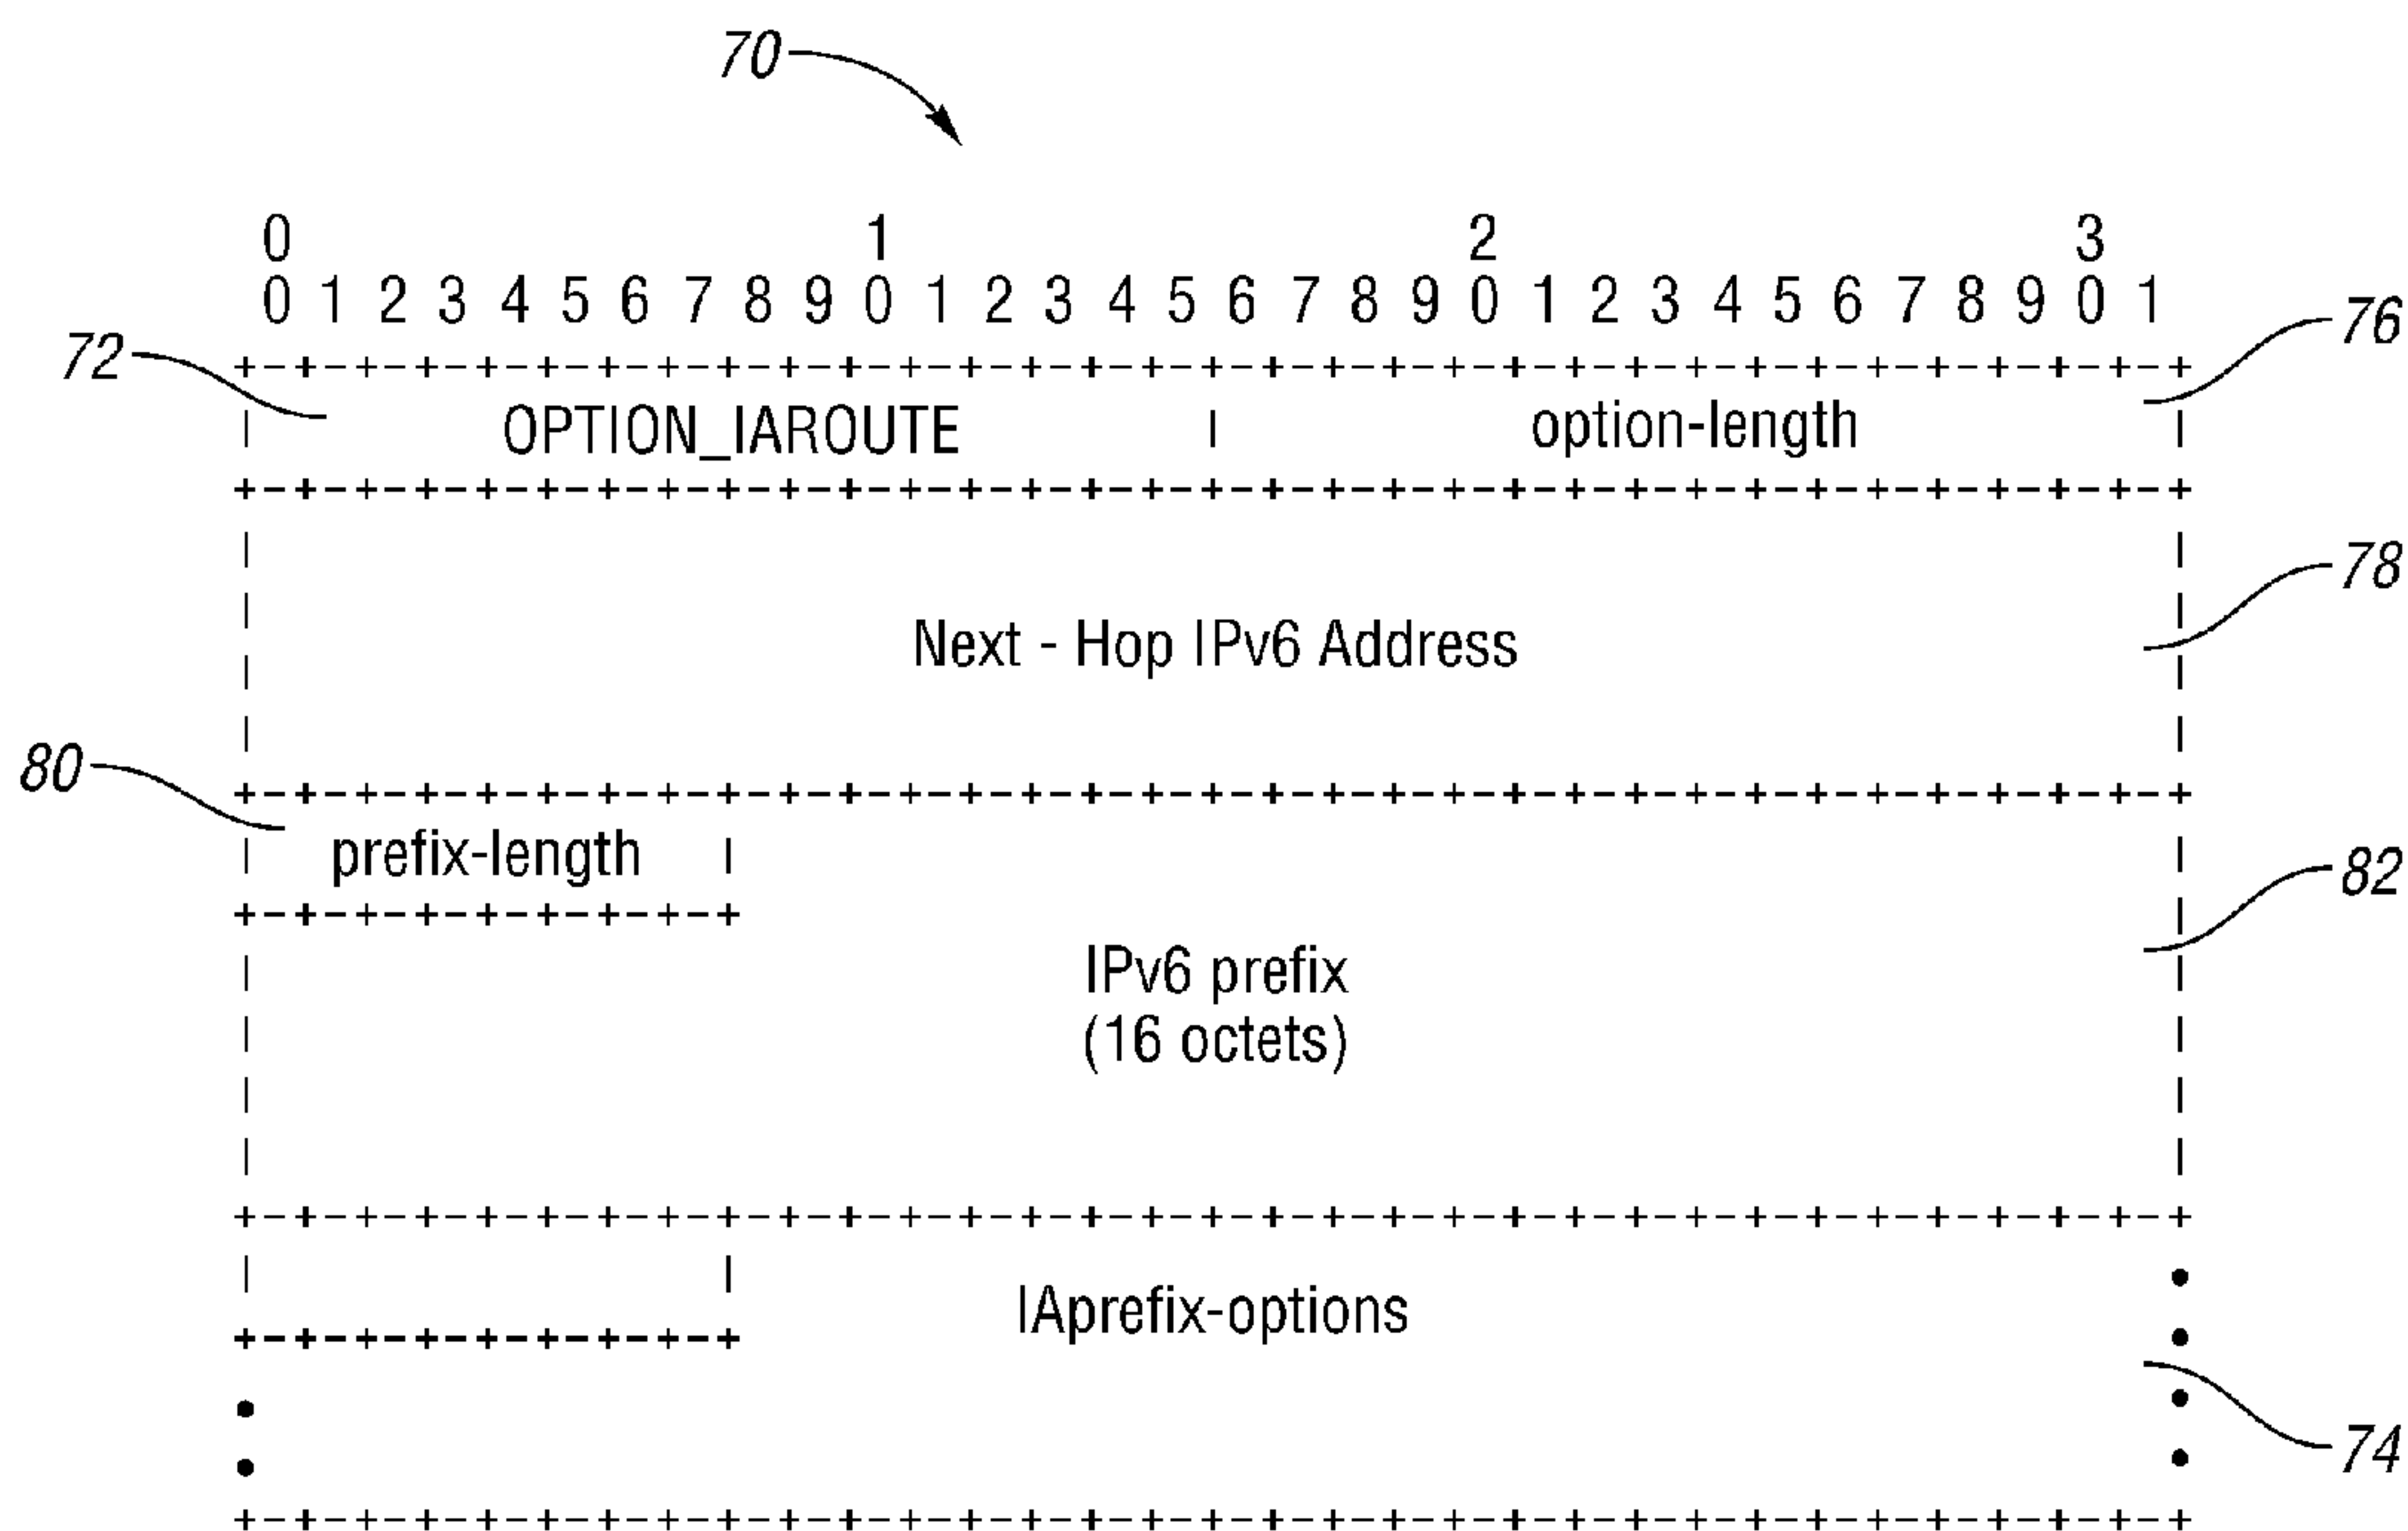 70
0 1 2 3
0 1 2 3 4 5 6 7 8 9 0 1 2 3 4 5 6 7 8 9 0 1 2 3 4 5 6 7 8 9 0 1
72 76
OPTION_IAROUTE option-length
78
Next - Hop IPv6 Address
80
prefix-length
82
IPv6 prefix
(16 octets)
IAprefix-options
74